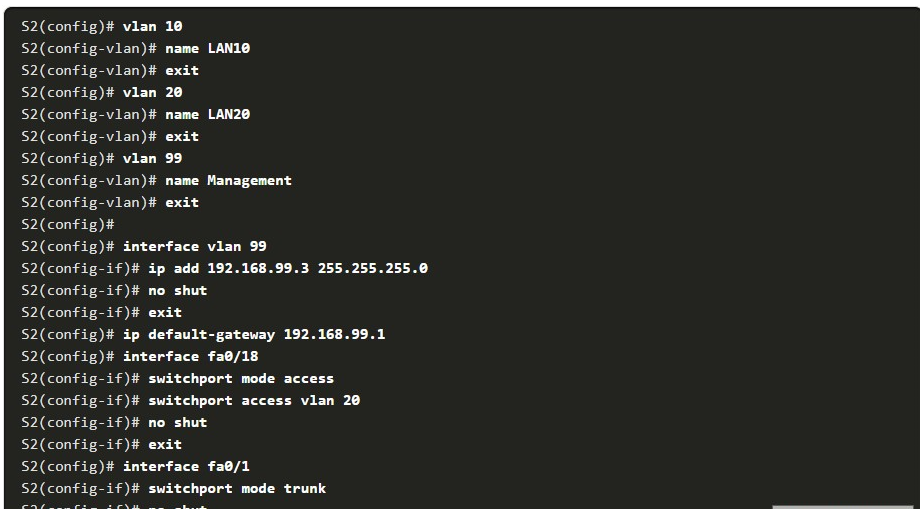 S2(config)# vlan 10
S2(config-vlan)# name LAN10
S2(config-vlan)# exit
S2(config)# vlan 20
S2(config-vlan)# name LAN20
S2(config-vlan)# exit
S2(config)# vlan 99
S2(config-vlan)# name Management
S2(config-vlan)# exit
S2(config)#
S2(config)# interface vlan 99
S2(config-if)# ip add 192.168.99.3 255.255.255.0
S2(config-if)# no shut
S2(config-if)# exit
S2(config)# ip default-gateway 192.168.99.1
S2(config)# interface fa0/18
S2(config-if)# switchport mode access
S2(config-if)# switchport access vlan 20
S2(config-if)# no shut
S2(config-if)# exit
S2(config)# interface fa0/1
S2(config-if)# switchport mode trunk
S2(config-if)# no shut